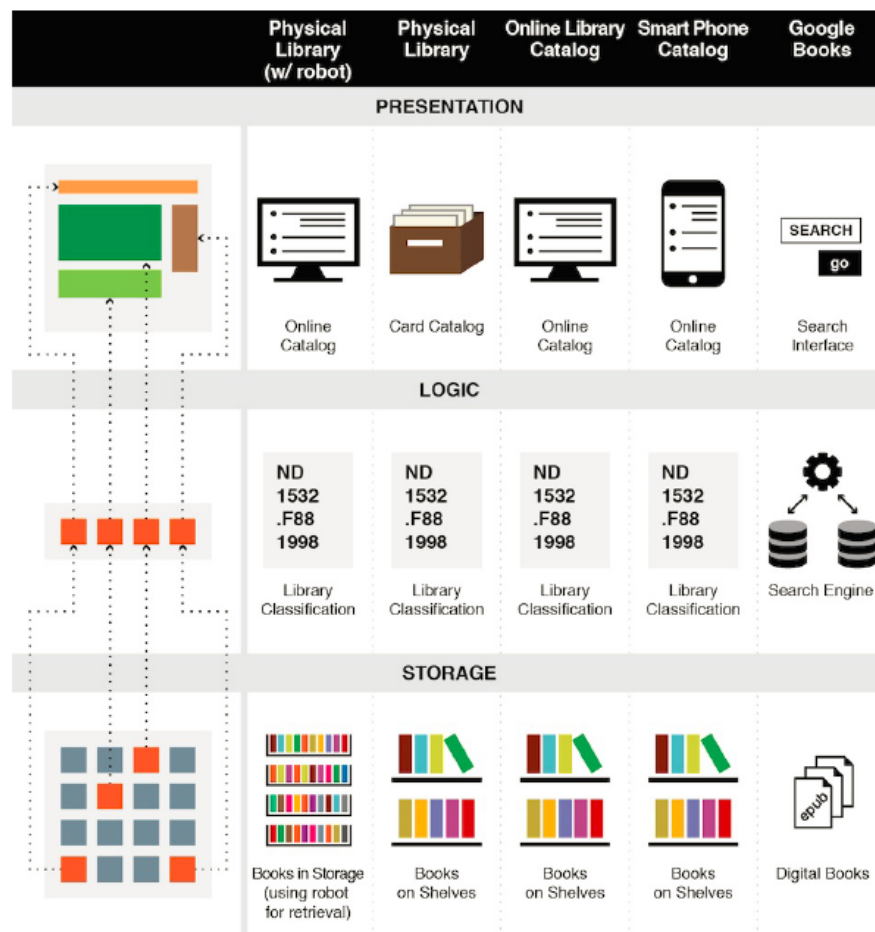 Physical
Library
(w/ robot)
Physical
Library
Online Library
Catalog
Smart Phone
Catalog
Google
Books
PRESENTATION
SEARCH
go
Online
Catalog
Card Catalog
Online
Catalog
Online
Catalog
Search
Interface
LOGIC
ND
1532
.F88
1998
ND
1532
.F88
1998
ND
1532
.F88
1998
ND
1532
.F88
1998
Library
Classification
Library
Classification
Library
Classification
Library
Classification
Search Engine
STORAGE
epub
Books in Storage
(using robot
for retrieval)
Books
on Shelves
Books
on Shelves
Books
on Shelves
Digital Books